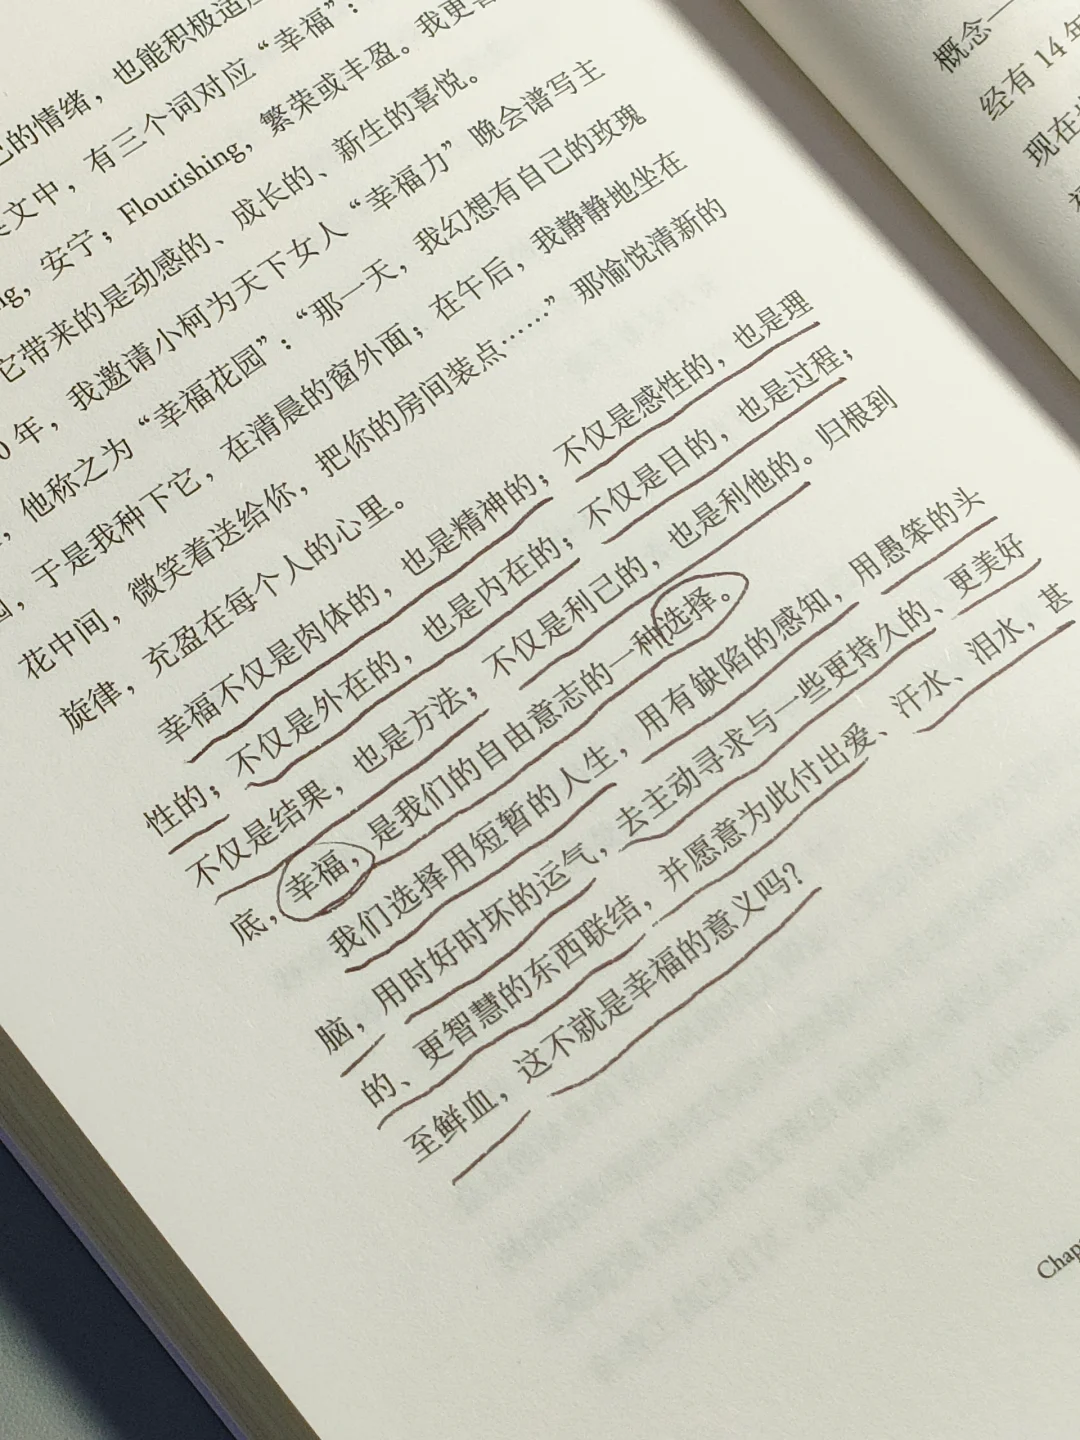 己的情绪，也能积极适应
文中，有三个词对应“幸福”：
ng，安宁；Flourishing，繁荣或丰盈。我更喜
它带来的是动感的、成长的、新生的喜悦。
0年，我邀请小柯为天下女人“幸福力”晚会谱写主
，他称之为“幸福花园”：“那一天，我幻想有自己的玫瑰
园，于是我种下它，在清晨的窗外面；在午后，我静静地坐在
花中间，微笑着送给你，把你的房间装点……”那愉悦清新的
旋律，充盈在每个人的心里。
幸福不仅是肉体的，也是精神的；不仅是感性的，也是理
性的；不仅是外在的，也是内在的；不仅是目的，也是过程；
不仅是结果，也是方法；不仅是利己的，也是利他的。归根到
底，幸福，是我们的自由意志的一种选择。
我们选择用短暂的人生，用有缺陷的感知，用愚笨的头
脑，用时好时坏的运气，去主动寻求与一些更持久的、更美好
的、更智慧的东西联结，并愿意为此付出爱、汗水、泪水，甚
至鲜血，这不就是幸福的意义吗？
概念—
经有14年
现在
Chap